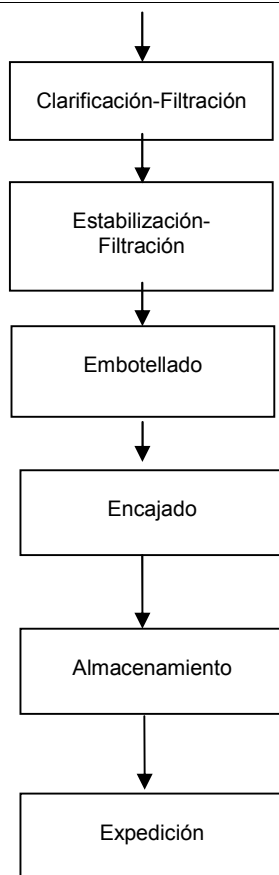 Clarificación-Filtración
Estabilización-
Filtración
Embotellado
Encajado
Almacenamiento
Expedición